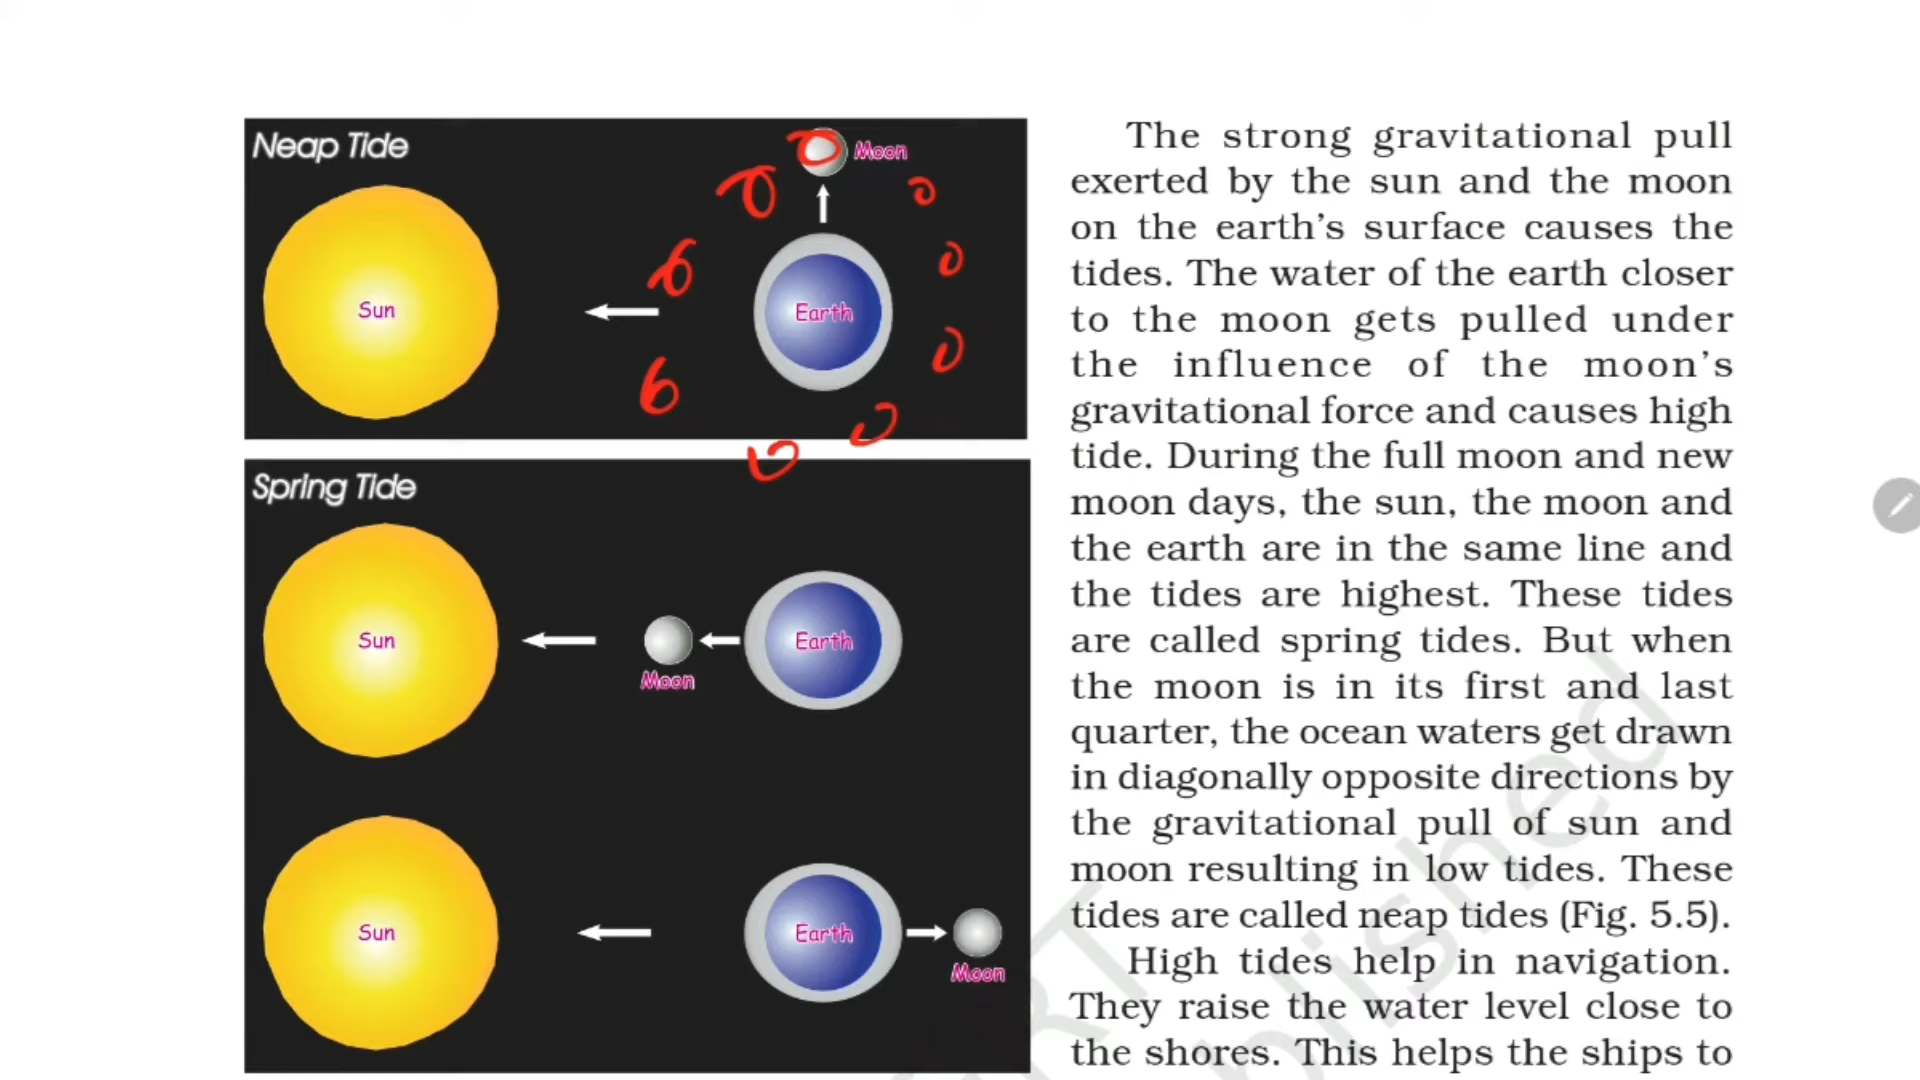 Neap Tide
Moon
Sun
Earth
Spring Tide
Sun
Earth
Moon
Sun
Earth
Moon
The strong gravitational pull
exerted by the sun and the moon
on the earth's surface causes the
tides. The water of the earth closer
to the moon gets pulled under
the influence of the moon's
gravitational force and causes high
tide. During the full moon and new
moon days, the sun, the moon and
the earth are in the same line and
the tides are highest. These tides
are called spring tides. But when
the moon is in its first and last
quarter, the ocean waters get drawn
in diagonally opposite directions by
the gravitational pull of sun and
moon resulting in low tides. These
tides are called neap tides (Fig. 5.5).
High tides help in navigation.
They raise the water level close to
the shores. This helps the ships to